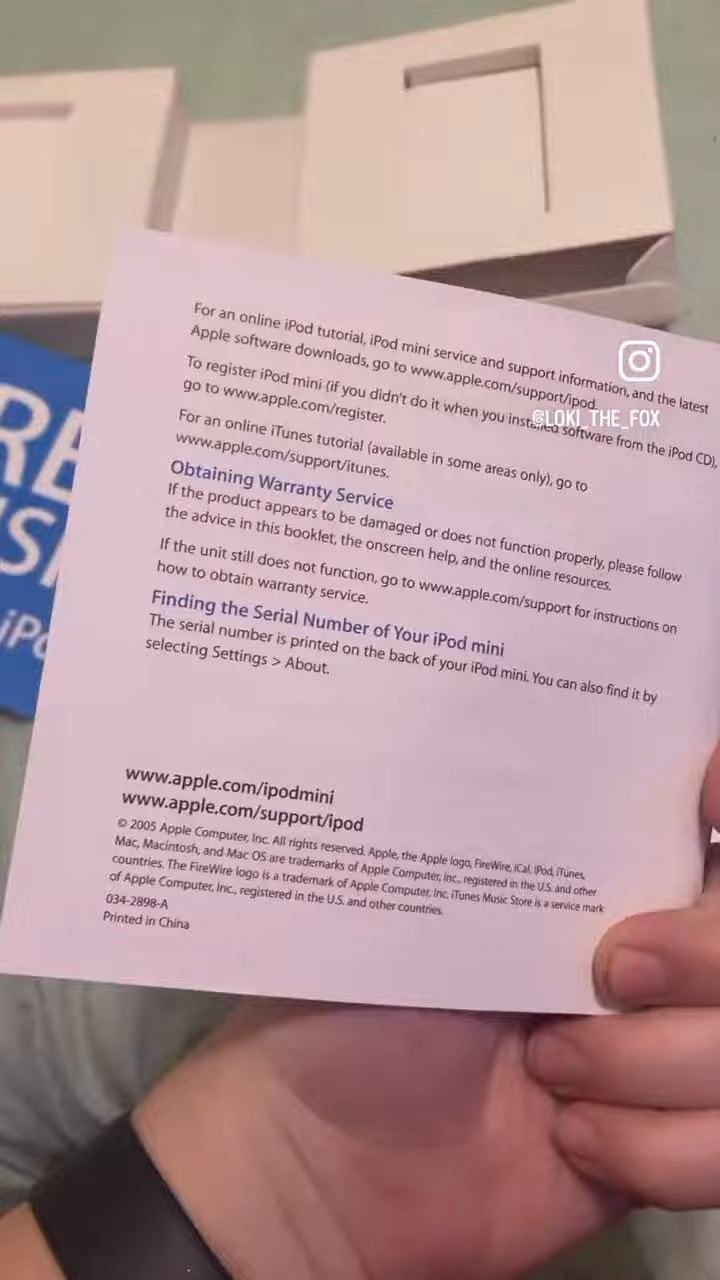 For an online iPod tutorial, iPod mini service and support information, and the latest
Apple software downloads, go to www.apple.com/support/ipod.
To register iPod mini (if you didn't do it when you installed software from the iPod CD),
go to www.apple.com/register.
For an online iTunes tutorial (available in some areas only), go to
www.apple.com/support/itunes.
Obtaining Warranty Service
If the product appears to be damaged or does not function properly, please follow
the advice in this booklet, the onscreen help, and the online resources.
If the unit still does not function, go to www.apple.com/support for instructions on
how to obtain warranty service.
Finding the Serial Number of Your iPod mini
The serial number is printed on the back of your iPod mini. You can also find it by
selecting Settings > About.
www.apple.com/ipodmini
www.apple.com/support/ipod
© 2005 Apple Computer, Inc. All rights reserved. Apple, the Apple logo, FireWire, iCal, iPod, iTunes,
Mac, Macintosh, and Mac OS are trademarks of Apple Computer, Inc., registered in the U.S. and other
countries. The FireWire logo is a trademark of Apple Computer, Inc. iTunes Music Store is a service mark
of Apple Computer, Inc., registered in the U.S. and other countries.
034-2898-A
Printed in China
@LOKI_THE_FOX